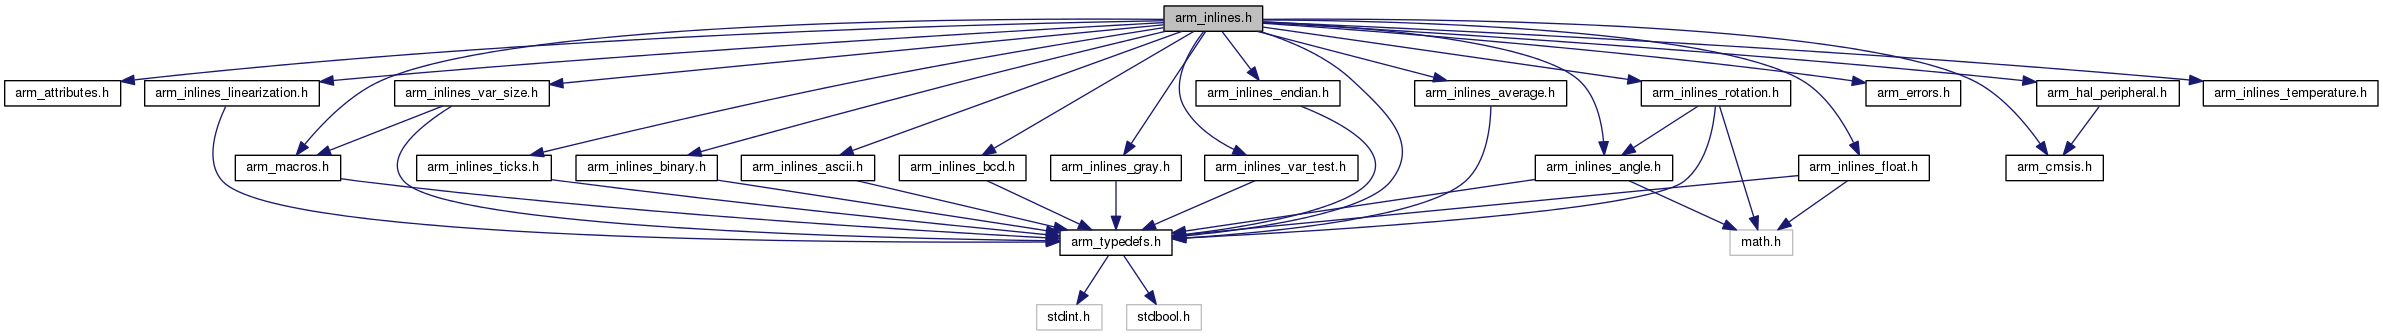 arm_inlines.h
arm_attributes.h
arm_inlines_linearization.h
arm_inlines_var_size.h
arm_inlines_endian.h
arm_inlines_average.h
arm_inlines_rotation.h
arm_errors.h
arm_hal_peripheral.h
arm_inlines_temperature.h
arm_macros.h
arm_inlines_ticks.h
arm_inlines_binary.h
arm_inlines_ascii.h
arm_inlines_bcd.h
arm_inlines_gray.h
arm_inlines_var_test.h
arm_inlines_angle.h
arm_inlines_float.h
arm_cmsis.h
arm_typedefs.h
math.h
stdint.h
stdbool.h